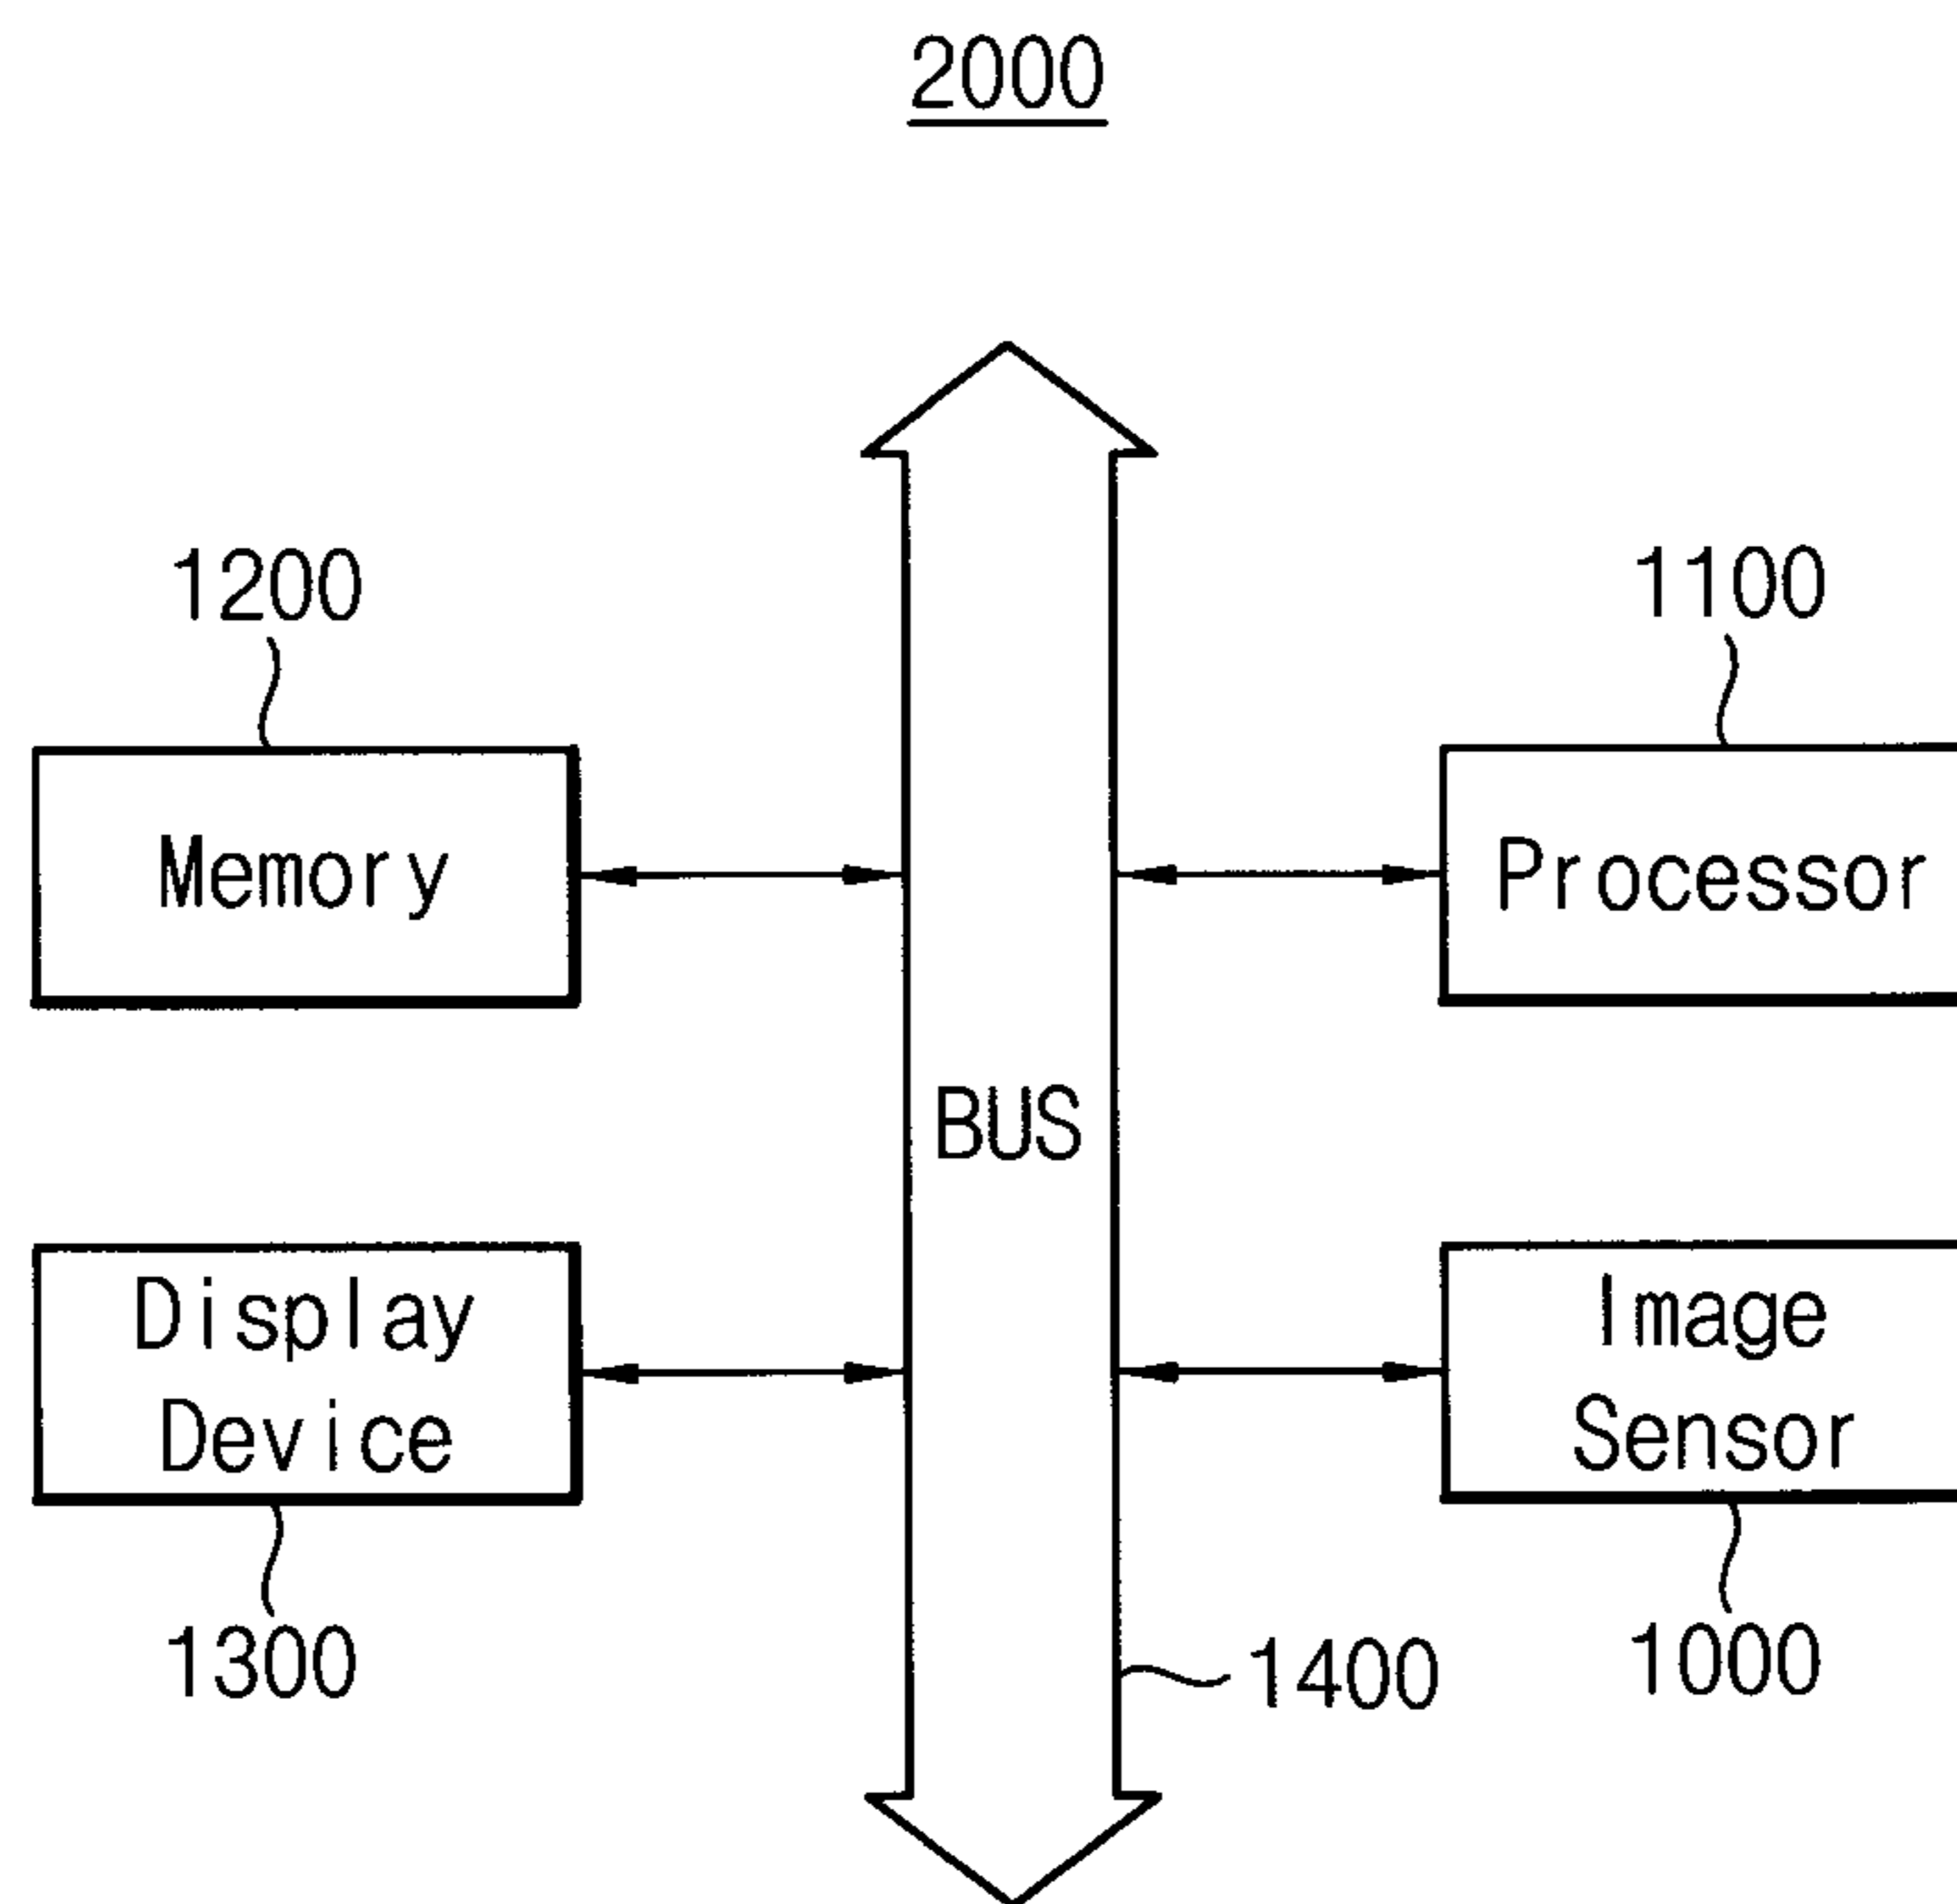 2000
1200
1100
Memory
Processor
BUS
Display
Device
Image
Sensor
1300
1400
1000